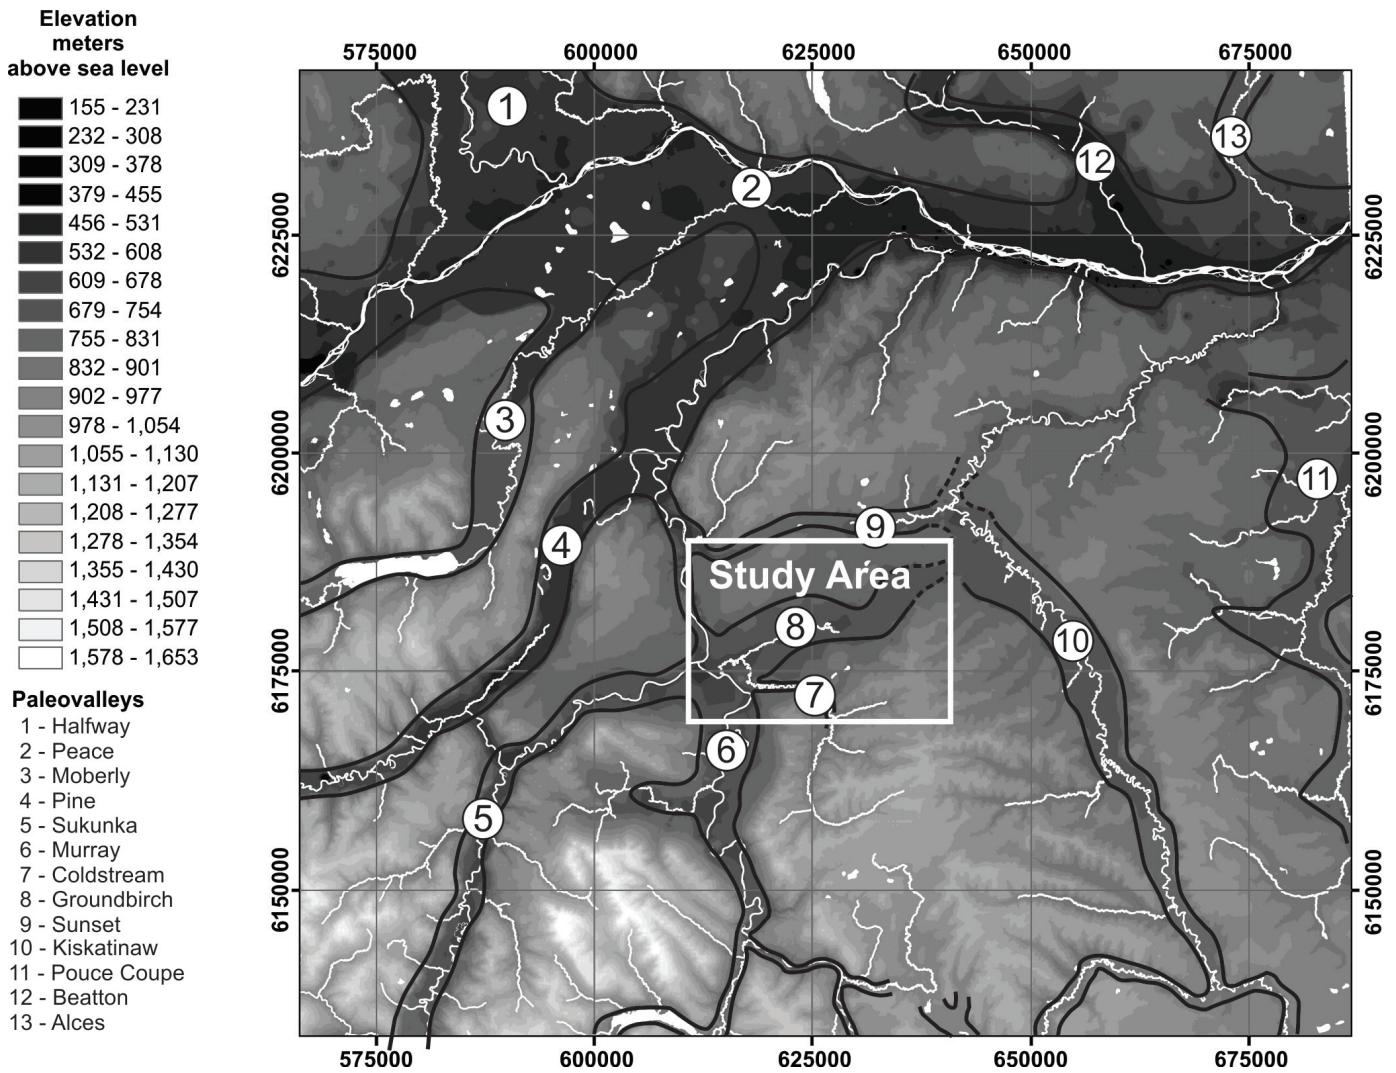 Elevation
meters
above sea level
155 - 231
232 - 308
309 - 378
379 - 455
456 - 531
532 - 608
609 - 678
679 - 754
755 - 831
832 - 901
902 - 977
978 - 1,054
1,055 - 1,130
1,131 - 1,207
1,208 - 1,277
1,278 - 1,354
1,355 - 1,430
1,431 - 1,507
1,508 - 1,577
1,578 - 1,653
Paleovalleys
1 - Halfway
2 - Peace
3 - Moberly
4 - Pine
5 - Sukunka
6 - Murray
7 - Coldstream
8 - Groundbirch
9 - Sunset
10 - Kiskatinaw
11 - Pouce Coupe
12 - Beatton
13 - Alces
575000 600000 625000 650000 675000
1
13
12
2
6225000 6225000
3
6200000 6200000
11
9
4
Study Area
8
10
6175000 6175000
7
6
5
6150000 6150000
575000 600000 625000 650000 675000